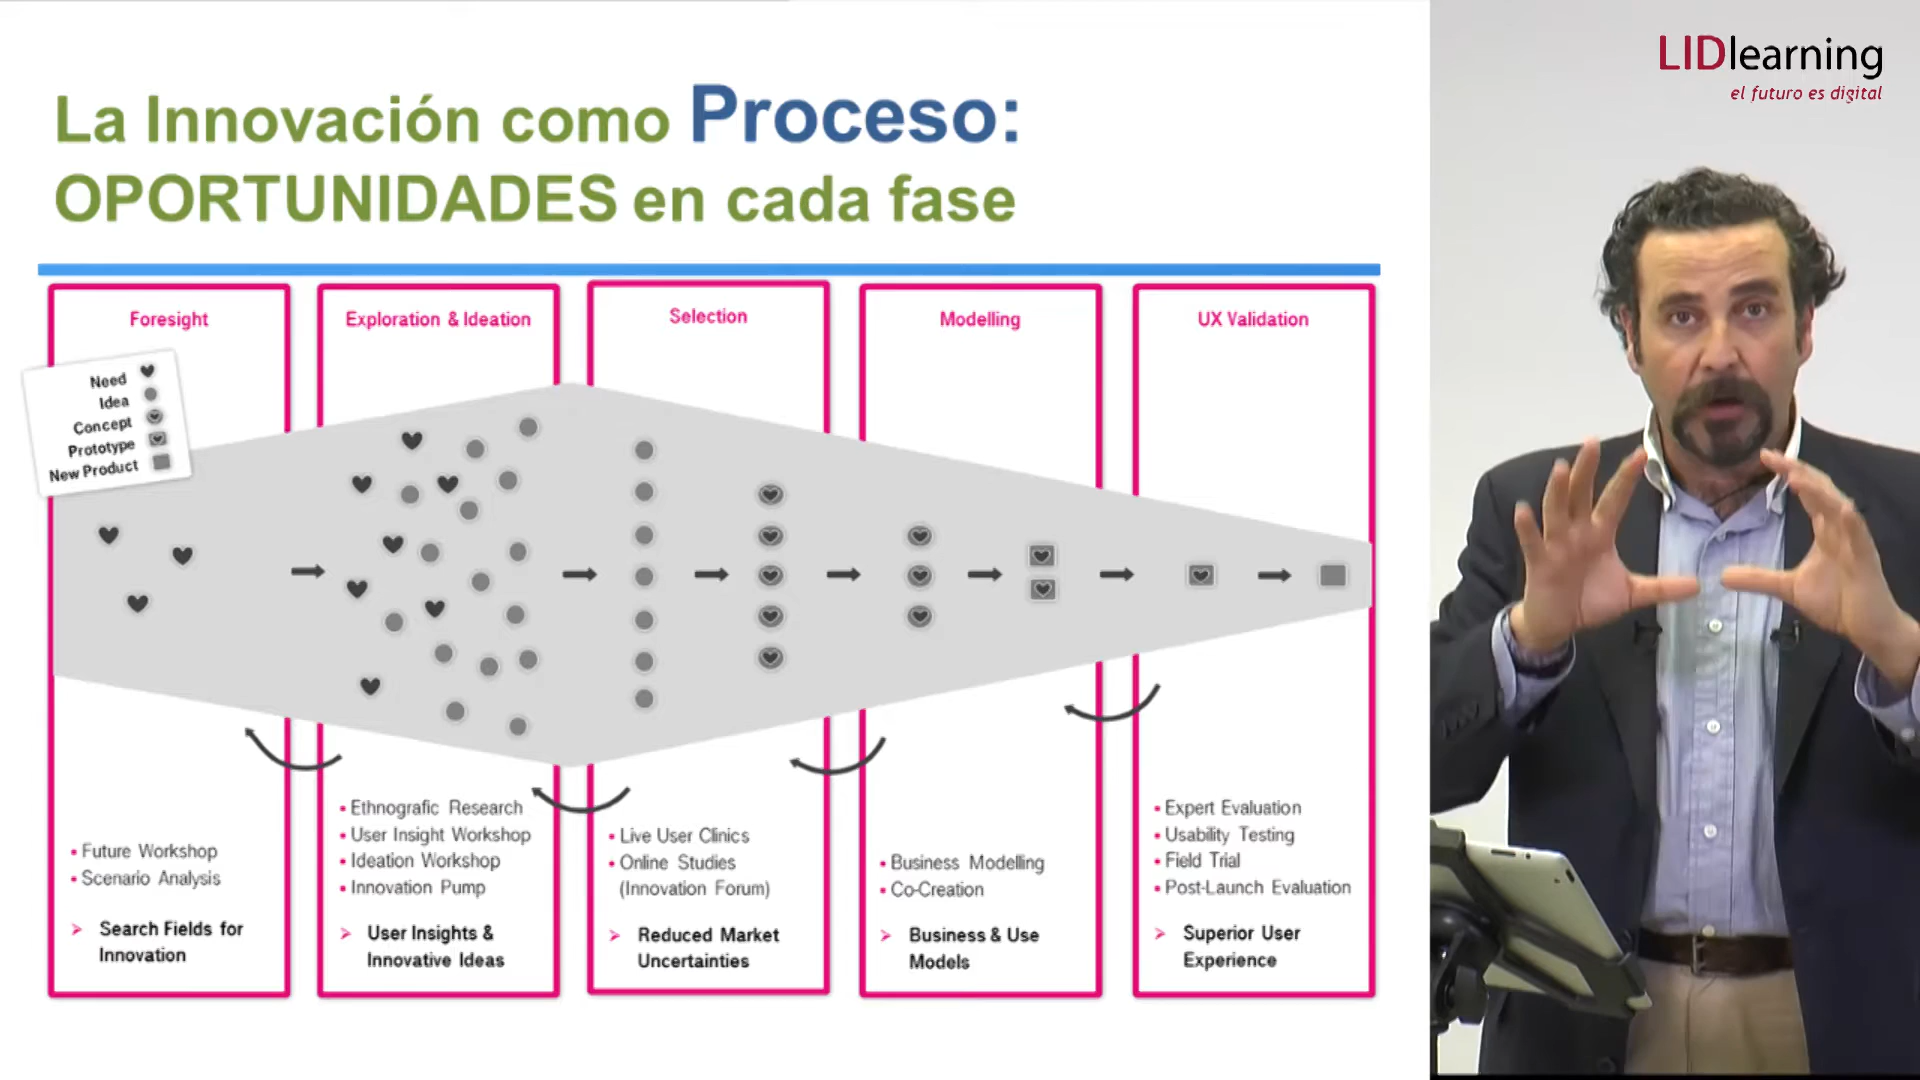 LIDlearning
el futuro es digital
La Innovación como Proceso:
OPORTUNIDADES en cada fase
Foresight
Need
Idea
Concept
Prototype
New Product
• Future Workshop
• Scenario Analysis
Search Fields for
Innovation
Exploration & Ideation
• Ethnografic Research
• User Insight Workshop
• Ideation Workshop
• Innovation Pump
User Insights &
Innovative Ideas
Selection
• Live User Clinics
• Online Studies
(Innovation Forum)
Reduced Market
Uncertainties
Modelling
• Business Modelling
• Co-Creation
Business & Use
Models
UX Validation
• Expert Evaluation
• Usability Testing
• Field Trial
• Post-Launch Evaluation
Superior User
Experience